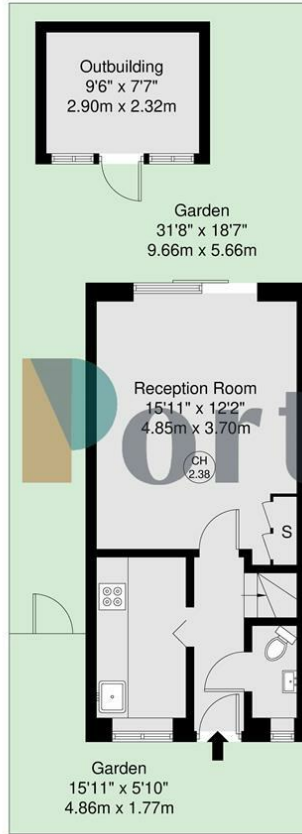 Outbuilding
9'6" x 7'7"
2.90m x 2.32m
Garden
31'8" x 18'7"
9.66m x 5.66m
Reception Room
15'11" x 12'2"
4.85m x 3.70m
Port
CH
2.38
S
Garden
15'11" x 5'10"
4.86m x 1.77m